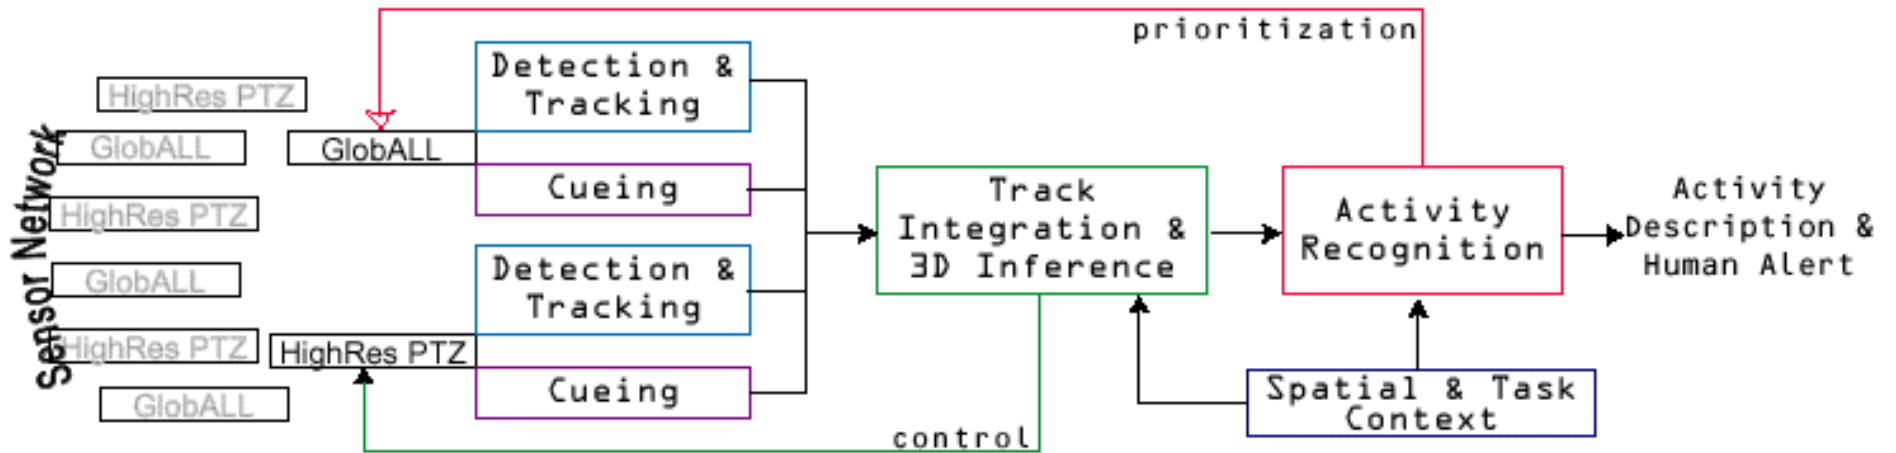 prioritization
Detection &
Tracking
HighRes PTZ
GlobALL
GlobALL
Cueing
HighRes PTZ
Sensor Network
GlobALL
Detection &
Tracking
HighRes PTZ
HighRes PTZ
Cueing
GlobALL
Track
Integration &
3D Inference
control
Activity
Recognition
Spatial & Task
Context
Activity
Description &
Human Alert